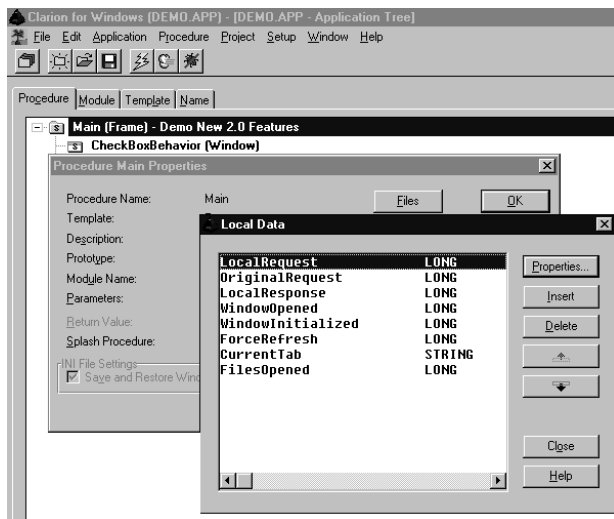 Clarion for Windows (DEMO.APP) - [DEMO.APP - Application Tree]
File Edit Application Procedure Project Setup Window Help
Procedure Module Template Name
Main (Frame) - Demo New 2.0 Features
CheckBoxBehavior (Window)
Procedure Main Properties
Procedure Name: Main Files OK
Template:
Description:
Prototype:
Module Name:
Parameters:
Return Value:
Splash Procedure:
INI File Settings
Save and Restore Wind
Local Data
LocalRequest LONG
OriginalRequest LONG
LocalResponse LONG
WindowOpened LONG
WindowInitialized LONG
ForceRefresh LONG
CurrentTab STRING
FilesOpened LONG
Properties...
Insert
Delete
Close
Help